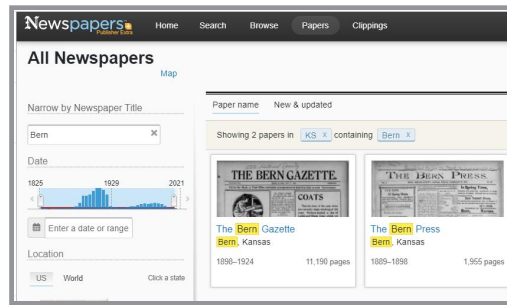 Newspapers
Publisher Extra
Home Search Browse Papers Clippings
All Newspapers
Map
Narrow by Newspaper Title
Bern ×
Date
1825 1929 2021
Enter a date or range
Location
US World Click a state
Paper name New & updated
Showing 2 papers in KS x containing Bern x
THE BERN GAZETTE.
COATS
The Bern Gazette
Bern, Kansas
1898–1924 11,190 pages
THE BERN PRESS.
The Bern Press
Bern, Kansas
1889–1898 1,955 pages